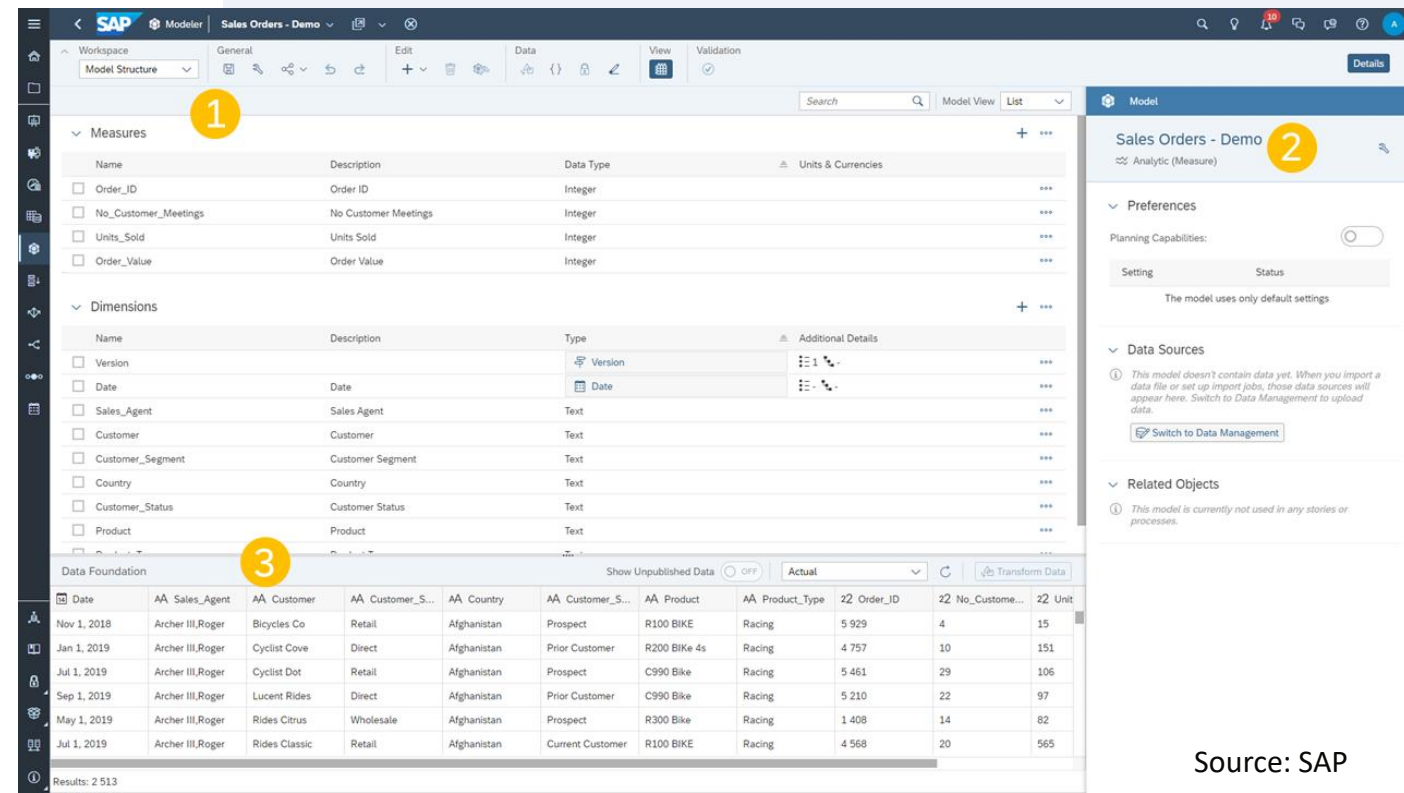 SAP Modeler Sales Orders - Demo 10 A
Workspace General Edit Data View Validation
Model Structure Details
Search Model View List Model
1
Measures
Name Description Data Type Units & Currencies
Order_ID Order ID Integer
No_Customer_Meetings No Customer Meetings Integer
Units_Sold Units Sold Integer
Order_Value Order Value Integer
Dimensions
Name Description Type Additional Details
Version Version 1 -
Date Date Date - -
Sales_Agent Sales Agent Text
Customer Customer Text
Customer_Segment Customer Segment Text
Country Country Text
Customer_Status Customer Status Text
Product Product Text
Sales Orders - Demo 2
Analytic (Measure)
Preferences
Planning Capabilities:
Setting Status
The model uses only default settings
Data Sources
This model doesn't contain data yet. When you import a
data file or set up import jobs, those data sources will
appear here. Switch to Data Management to upload
data.
Switch to Data Management
Related Objects
This model is currently not used in any stories or
processes.
3
Data Foundation Show Unpublished Data OFF Actual Transform Data
14 Date AA Sales_Agent AA Customer AA Customer_S... AA Country AA Customer_S... AA Product AA Product_Type 22 Order_ID 22 No_Custome... 22 Unit
Nov 1, 2018 Archer III,Roger Bicycles Co Retail Afghanistan Prospect R100 BIKE Racing 5 929 4 15
Jan 1, 2019 Archer III,Roger Cyclist Cove Direct Afghanistan Prior Customer R200 BIKe 4s Racing 4 757 10 151
Jul 1, 2019 Archer III,Roger Cyclist Dot Retail Afghanistan Prospect C990 Bike Racing 5 461 29 106
Sep 1, 2019 Archer III,Roger Lucent Rides Direct Afghanistan Prior Customer C990 Bike Racing 5 210 22 97
May 1, 2019 Archer III,Roger Rides Citrus Wholesale Afghanistan Prospect R300 Bike Racing 1 408 14 82
Jul 1, 2019 Archer III,Roger Rides Classic Retail Afghanistan Current Customer R100 BIKE Racing 4 568 20 565
Results: 2 513
Source: SAP